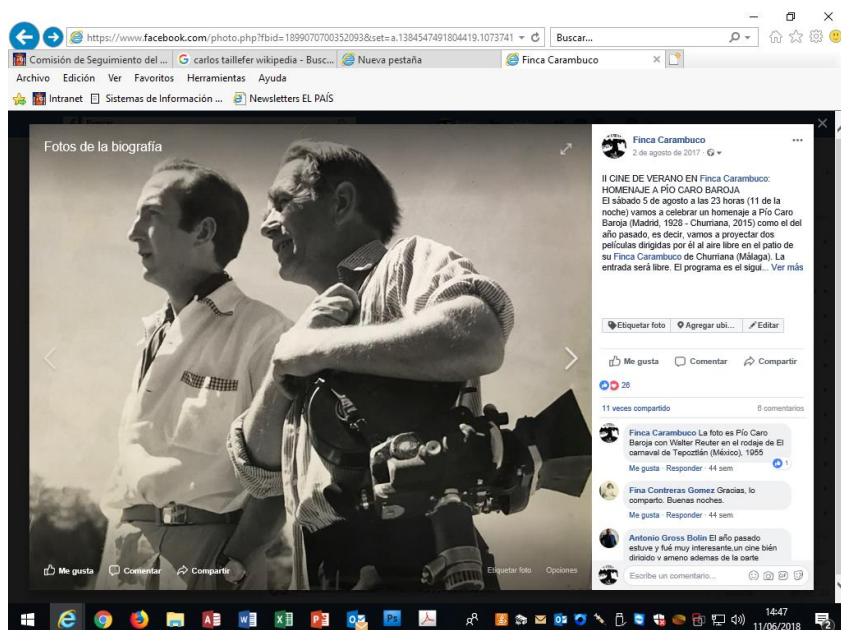 https://www.facebook.com/photo.php?fbid=1899070700352093&set=a.1384547491804419.1073741
Buscar...
Comisión de Seguimiento del ...
carlos taillefer wikipedia - Busc...
Nueva pestaña
Finca Carambuco
Archivo Edición Ver Favoritos Herramientas Ayuda
Intranet Sistemas de Información ... Newsletters EL PAÍS
Fotos de la biografía
Me gusta Comentar Compartir
Etiquetar foto Opciones
Finca Carambuco
2 de agosto de 2017
II CINE DE VERANO EN Finca Carambuco:
HOMENAJE A PÍO CARO BAROJA
El sábado 5 de agosto a las 23 horas (11 de la
noche) vamos a celebrar un homenaje a Pío Caro
Baroja (Madrid, 1928 - Churriana, 2015) como el del
año pasado, es decir, vamos a proyectar dos
películas dirigidas por él al aire libre en el patio de
su Finca Carambuco de Churriana (Málaga). La
entrada será libre. El programa es el sigui... Ver más
Etiquetar foto Agregar ubi... Editar
Me gusta Comentar Compartir
26
11 veces compartido 6 comentarios
Finca Carambuco La foto es Pío Caro
Baroja con Walter Reuter en el rodaje de El
carnaval de Tepoztlán (México), 1955
1
Me gusta · Responder · 44 sem
Fina Contreras Gomez Gracias, lo
comparto. Buenas noches.
Me gusta · Responder · 44 sem
Antonio Gross Bolin El año pasado
estuve y fué muy interesante,un cine bién
dirigido y ameno ademas de la parte
Escribe un comentario...
14:47
11/06/2018